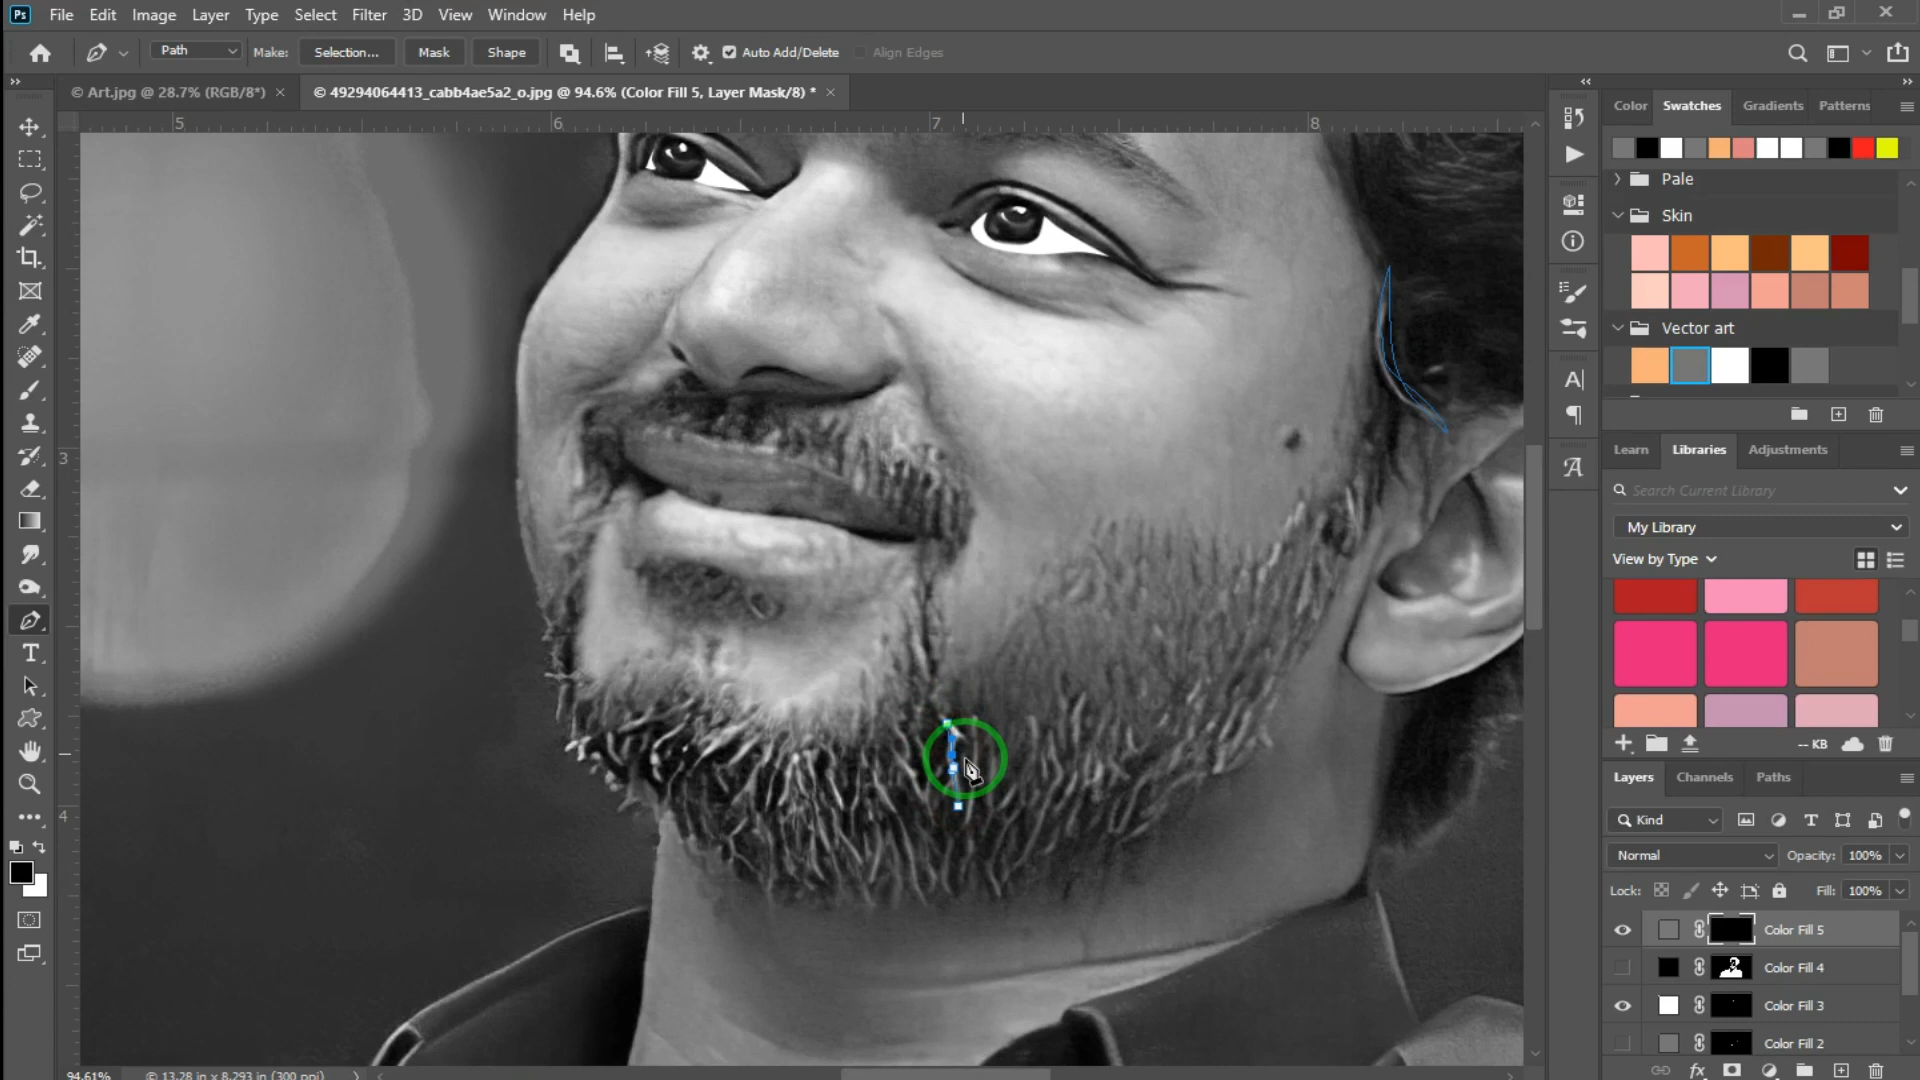 Ps File Edit Image Layer Type Select Filter 3D View Window Help
Path Make: Selection... Mask Shape Auto Add/Delete Align Edges
© Art.jpg @ 28.7% (RGB/8*) × © 49294064413_cabb4ae5a2_o.jpg @ 94.6% (Color Fill 5, Layer Mask/8) * ×
5 6 7 8
3
4
Color Swatches Gradients Patterns
Pale
Skin
Vector art
Learn Libraries Adjustments
Search Current Library
My Library
View by Type
-- KB
Layers Channels Paths
Kind
Normal Opacity: 100%
Lock: Fill: 100%
Color Fill 5
Color Fill 4
Color Fill 3
Color Fill 2
94.61% © 13.28 in x 8.293 in (300 ppi)